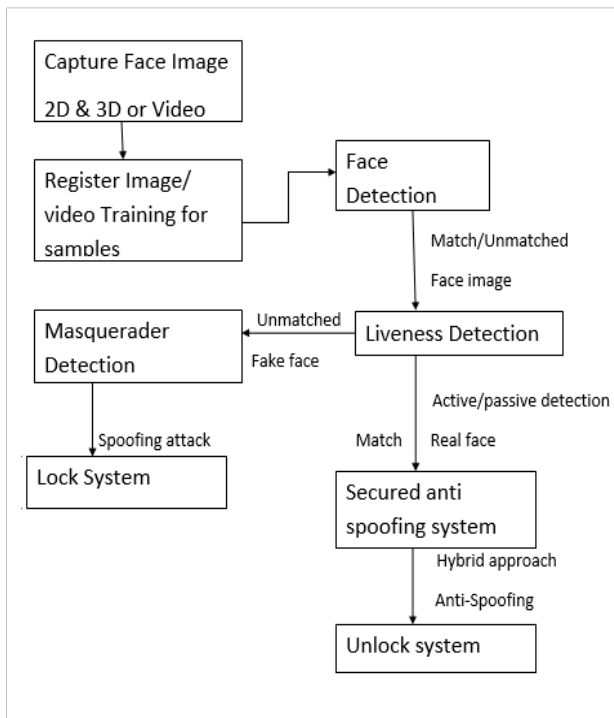 Capture Face Image
2D & 3D or Video
Register Image/
video Training for
samples
Face
Detection
Match/Unmatched
Face image
Liveness Detection
Unmatched
Fake face
Masquerader
Detection
Spoofing attack
Lock System
Active/passive detection
Match
Real face
Secured anti
spoofing system
Hybrid approach
Anti-Spoofing
Unlock system